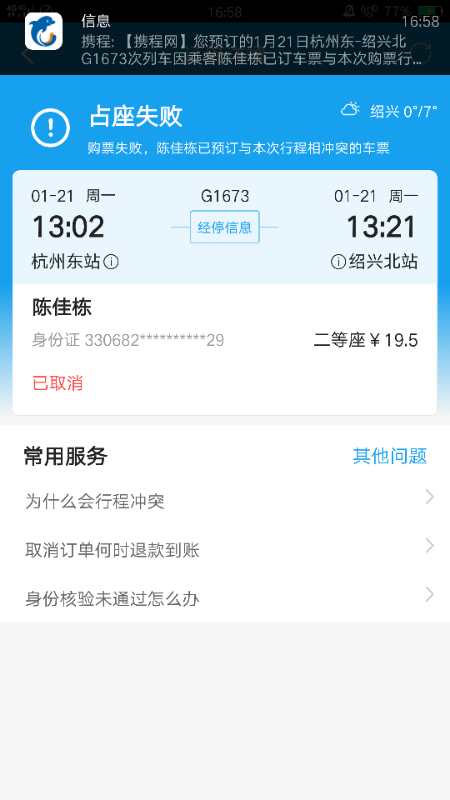 信息
16:58
携程: 【携程网】您预订的1月21日杭州东-绍兴北
G1673次列车因乘客陈佳栋已订车票与本次购票行...
16:58
77%
占座失败
绍兴 0°/7°
购票失败，陈佳栋已预订与本次行程相冲突的车票
01-21 周一
G1673
01-21 周一
13:02
经停信息
13:21
杭州东站
绍兴北站
陈佳栋
身份证 330682**********29
二等座￥19.5
已取消
常用服务
其他问题
为什么会行程冲突
取消订单何时退款到账
身份核验未通过怎么办